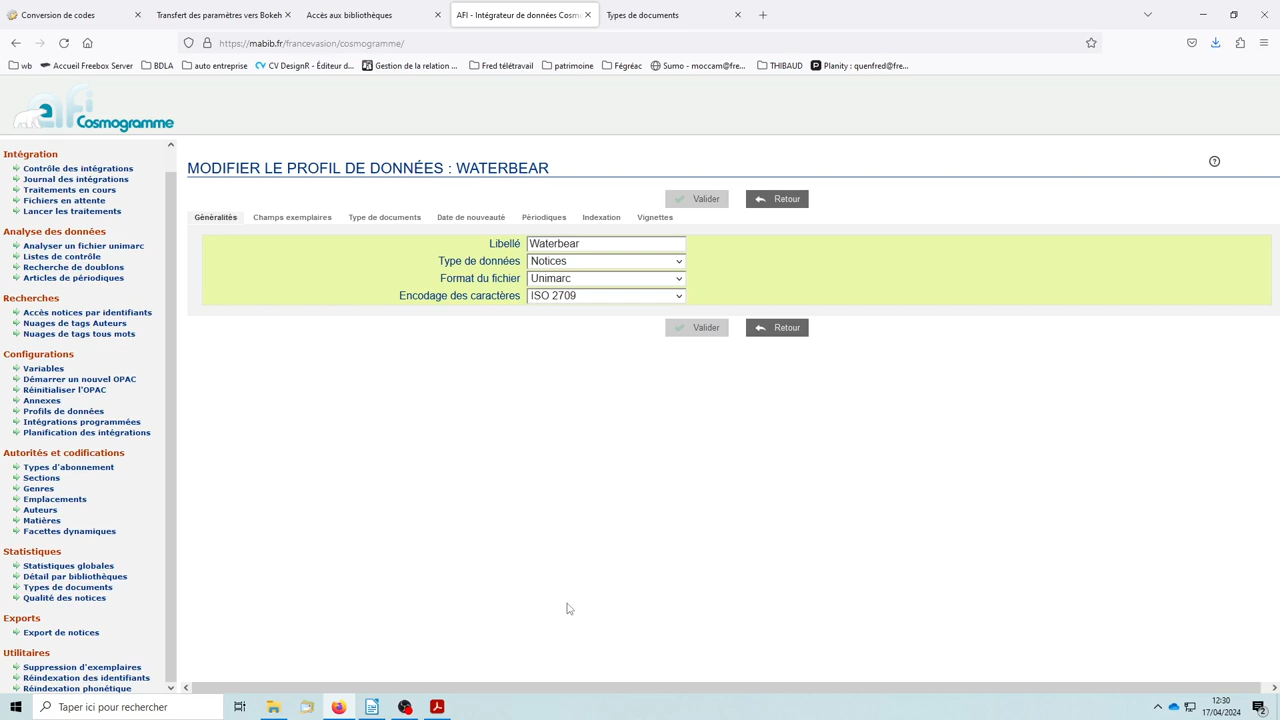 Conversion de codes
Transfert des paramètres vers Bokeh
Accès aux bibliothèques
AFI - Intégrateur de données Cosmo
Types de documents
https://mabib.fr/francevasion/cosmogramme/
wb
Accueil Freebox Server
BDLA
auto entreprise
CV DesignR - Éditeur d...
Gestion de la relation ...
Fred télétravail
patrimoine
Fégréac
Sumo - moccam@fre...
THIBAUD
Planity : quenfred@fre...
afi
Cosmogramme
Intégration
Contrôle des intégrations
Journal des intégrations
Traitements en cours
Fichiers en attente
Lancer les traitements
Analyse des données
Analyser un fichier unimarc
Listes de contrôle
Recherche de doublons
Articles de périodiques
Recherches
Accès notices par identifiants
Nuages de tags Auteurs
Nuages de tags tous mots
Configurations
Variables
Démarrer un nouvel OPAC
Réinitialiser l'OPAC
Annexes
Profils de données
Intégrations programmées
Planification des intégrations
Autorités et codifications
Types d'abonnement
Sections
Genres
Emplacements
Auteurs
Matières
Facettes dynamiques
Statistiques
Statistiques globales
Détail par bibliothèques
Types de documents
Qualité des notices
Exports
Export de notices
Utilitaires
Suppression d'exemplaires
Réindexation des identifiants
Réindexation phonétique
MODIFIER LE PROFIL DE DONNÉES : WATERBEAR
Valider
Retour
Généralités
Champs exemplaires
Type de documents
Date de nouveauté
Périodiques
Indexation
Vignettes
Libellé
Waterbear
Type de données
Notices
Format du fichier
Unimarc
Encodage des caractères
ISO 2709
Valider
Retour
Taper ici pour rechercher
12:30
17/04/2024
2